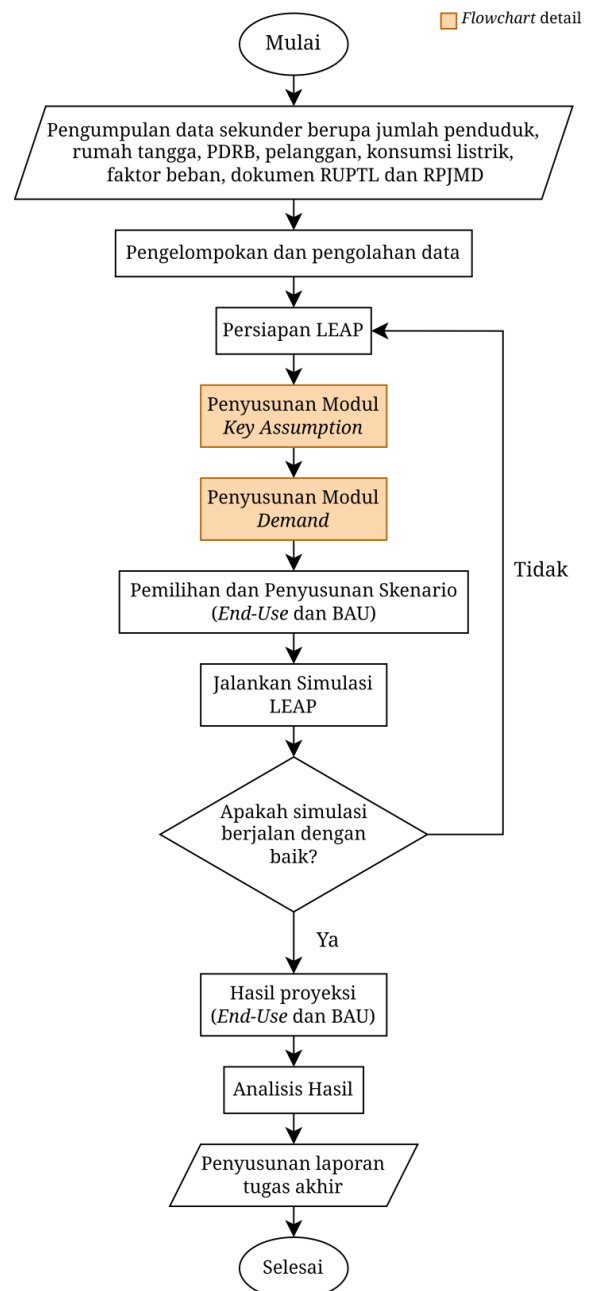 Flowchart detail
Mulai
Pengumpulan data sekunder berupa jumlah penduduk,
rumah tangga, PDRB, pelanggan, konsumsi listrik,
faktor beban, dokumen RUPTL dan RPJMD
Pengelompokan dan pengolahan data
Persiapan LEAP
Penyusunan Modul
Key Assumption
Penyusunan Modul
Demand
Pemilihan dan Penyusunan Skenario
(End-Use dan BAU)
Jalankan Simulasi
LEAP
Apakah simulasi
berjalan dengan
baik?
Tidak
Ya
Hasil proyeksi
(End-Use dan BAU)
Analisis Hasil
Penyusunan laporan
tugas akhir
Selesai